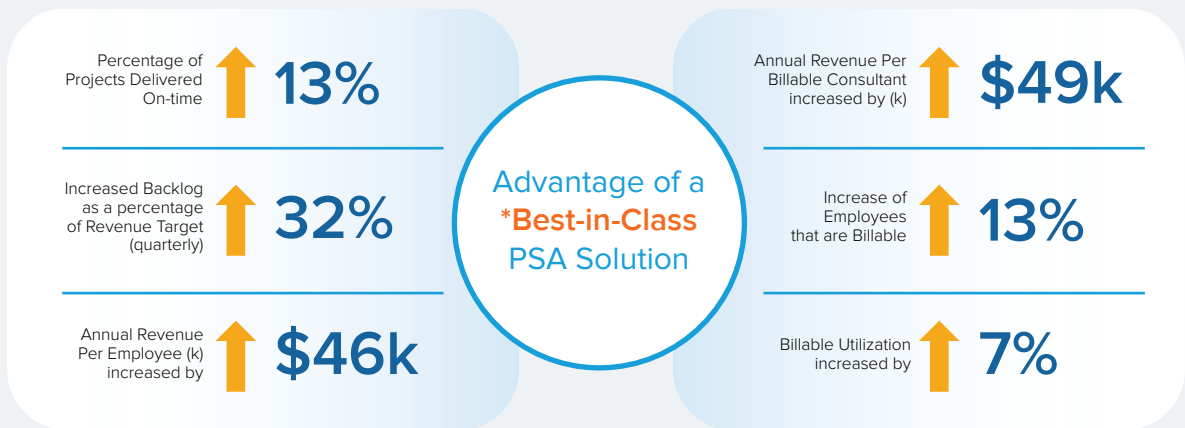 Percentage of
Projects Delivered
On-time
13%
Increased Backlog
as a percentage
of Revenue Target
(quarterly)
32%
Annual Revenue
Per Employee (k)
increased by
$46k
Advantage of a
*Best-in-Class
PSA Solution
Annual Revenue Per
Billable Consultant
increased by (k)
$49k
Increase of
Employees
that are Billable
13%
Billable Utilization
increased by
7%